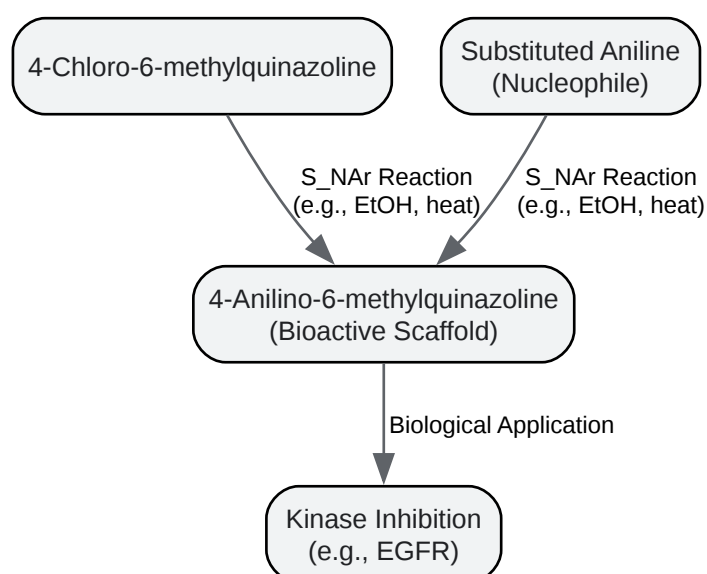 4-Chloro-6-methylquinazoline
Substituted Aniline
(Nucleophile)
S_NAr Reaction
(e.g., EtOH, heat)
S_NAr Reaction
(e.g., EtOH, heat)
4-Anilino-6-methylquinazoline
(Bioactive Scaffold)
Biological Application
Kinase Inhibition
(e.g., EGFR)